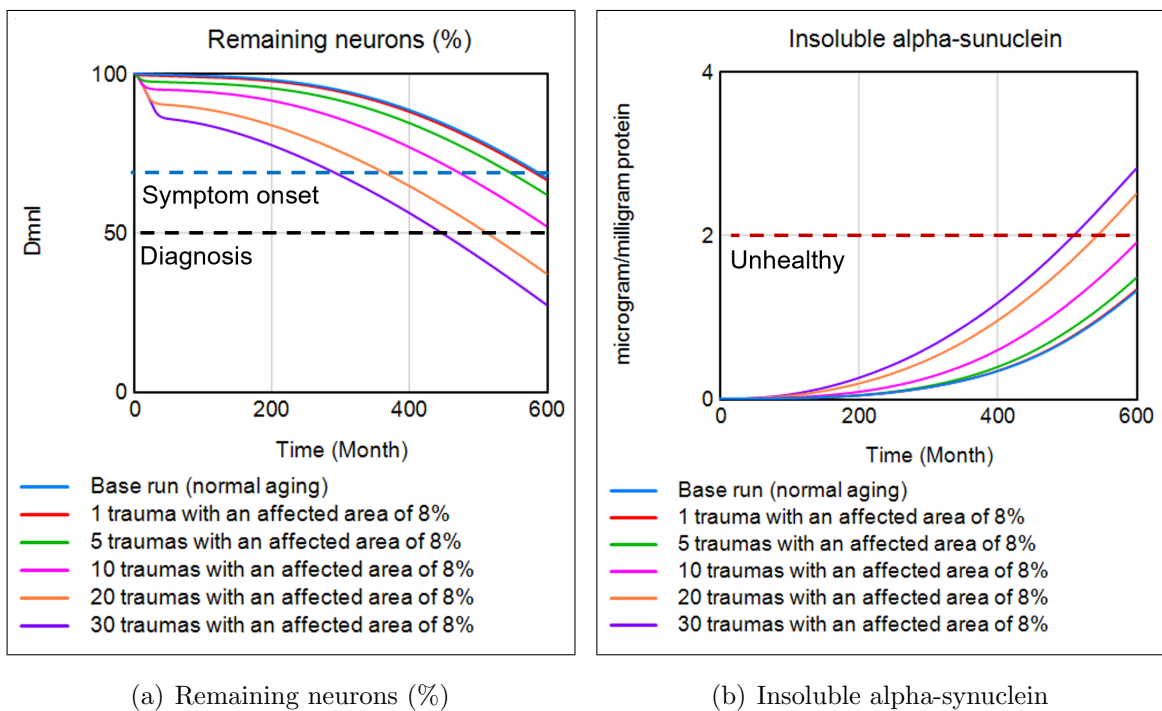 Remaining neurons (%)
100
50
0
Dmnl
Symptom onset
Diagnosis
0
200
400
600
Time (Month)
Base run (normal aging)
1 trauma with an affected area of 8%
5 traumas with an affected area of 8%
10 traumas with an affected area of 8%
20 traumas with an affected area of 8%
30 traumas with an affected area of 8%
(a) Remaining neurons (%)
Insoluble alpha-sunuclein
4
2
0
microgram/milligram protein
Unhealthy
0
200
400
600
Time (Month)
Base run (normal aging)
1 trauma with an affected area of 8%
5 traumas with an affected area of 8%
10 traumas with an affected area of 8%
20 traumas with an affected area of 8%
30 traumas with an affected area of 8%
(b) Insoluble alpha-synuclein